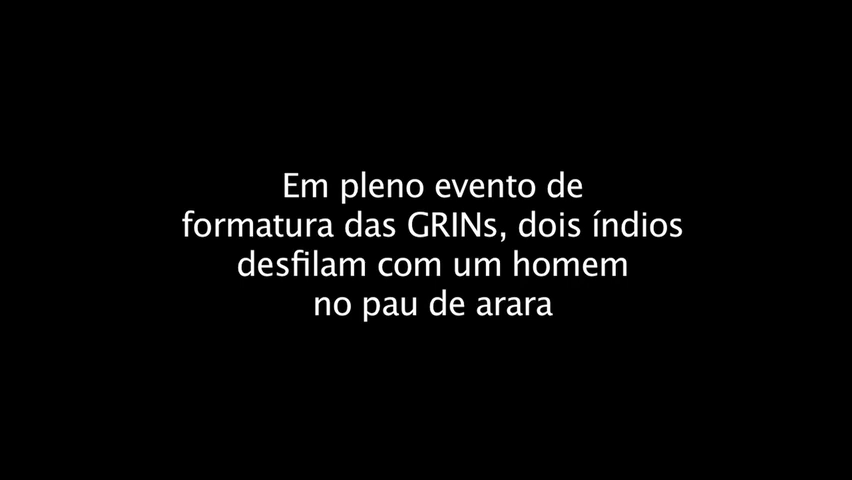 Em pleno evento de
formatura das GRINs, dois índios
desfilam com um homem
no pau de arara